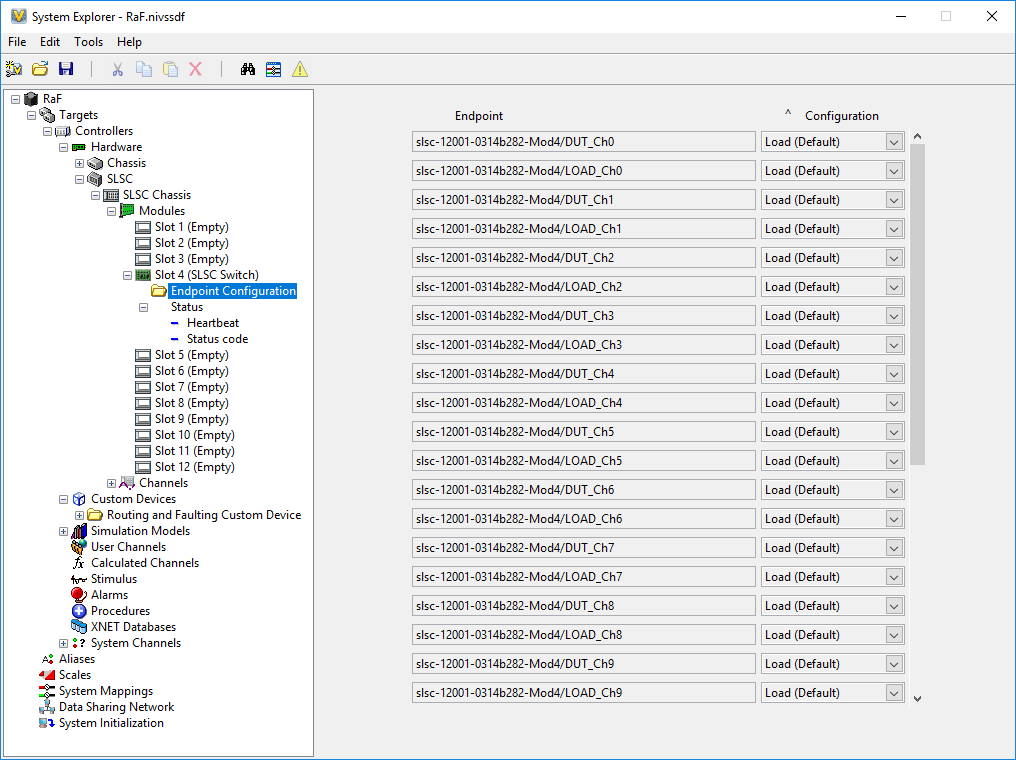 System Explorer - RaF.nivssdf
File Edit Tools Help
RaF
Targets
Controllers
Hardware
Chassis
SLSC
SLSC Chassis
Modules
Slot 1 (Empty)
Slot 2 (Empty)
Slot 3 (Empty)
Slot 4 (SLSC Switch)
Endpoint Configuration
Status
Heartbeat
Status code
Slot 5 (Empty)
Slot 6 (Empty)
Slot 7 (Empty)
Slot 8 (Empty)
Slot 9 (Empty)
Slot 10 (Empty)
Slot 11 (Empty)
Slot 12 (Empty)
Channels
Custom Devices
Routing and Faulting Custom Device
Simulation Models
User Channels
Calculated Channels
Stimulus
Alarms
Procedures
XNET Databases
System Channels
Aliases
Scales
System Mappings
Data Sharing Network
System Initialization
Endpoint ^ Configuration
slsc-12001-0314b282-Mod4/DUT_Ch0 Load (Default)
slsc-12001-0314b282-Mod4/LOAD_Ch0 Load (Default)
slsc-12001-0314b282-Mod4/DUT_Ch1 Load (Default)
slsc-12001-0314b282-Mod4/LOAD_Ch1 Load (Default)
slsc-12001-0314b282-Mod4/DUT_Ch2 Load (Default)
slsc-12001-0314b282-Mod4/LOAD_Ch2 Load (Default)
slsc-12001-0314b282-Mod4/DUT_Ch3 Load (Default)
slsc-12001-0314b282-Mod4/LOAD_Ch3 Load (Default)
slsc-12001-0314b282-Mod4/DUT_Ch4 Load (Default)
slsc-12001-0314b282-Mod4/LOAD_Ch4 Load (Default)
slsc-12001-0314b282-Mod4/DUT_Ch5 Load (Default)
slsc-12001-0314b282-Mod4/LOAD_Ch5 Load (Default)
slsc-12001-0314b282-Mod4/DUT_Ch6 Load (Default)
slsc-12001-0314b282-Mod4/LOAD_Ch6 Load (Default)
slsc-12001-0314b282-Mod4/DUT_Ch7 Load (Default)
slsc-12001-0314b282-Mod4/LOAD_Ch7 Load (Default)
slsc-12001-0314b282-Mod4/DUT_Ch8 Load (Default)
slsc-12001-0314b282-Mod4/LOAD_Ch8 Load (Default)
slsc-12001-0314b282-Mod4/DUT_Ch9 Load (Default)
slsc-12001-0314b282-Mod4/LOAD_Ch9 Load (Default)